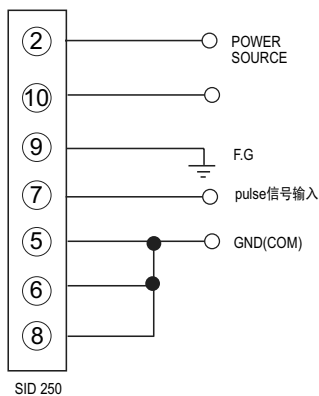 2
POWER
SOURCE
10
9
F.G
7
pulse信号输入
5
GND(COM)
6
8
SID 250